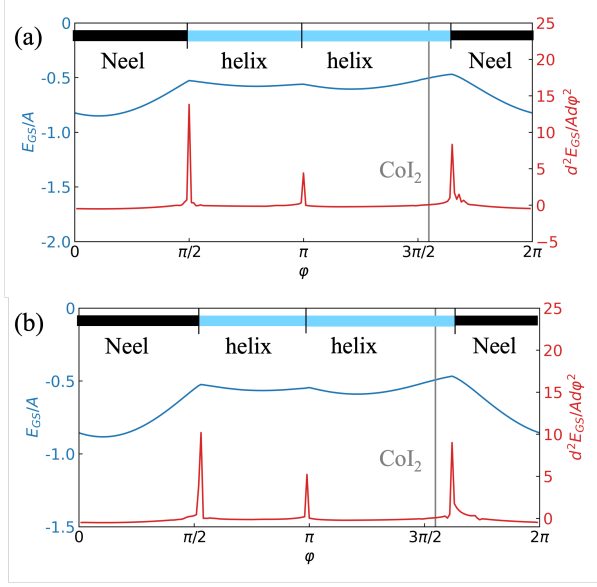 (a)
0
Neel
helix
helix
Neel
-0.5
-1.0
-1.5
-2.0
E_GS/A
CoI₂
25
20
15
10
5
0
−5
d²E_GS/Adφ²
0
π/2
π
3π/2
2π
φ
(b)
0
Neel
helix
helix
Neel
-0.5
-1.0
-1.5
E_GS/A
CoI₂
25
20
15
10
5
0
d²E_GS/Adφ²
0
π/2
π
3π/2
2π
φ